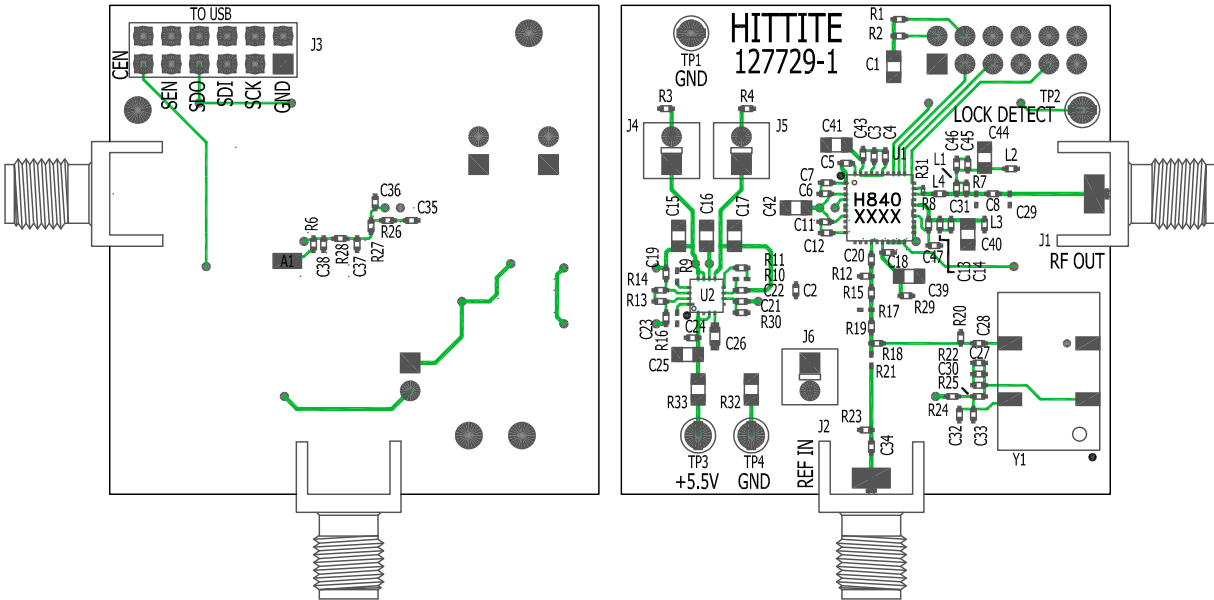 TO USB
J3
CEN
SEN
SDO
SDI
SCK
GND
C36
C35
R26
R27
R6
C38
R28
C37
A1
HITTITE
127729-1
TP1
GND
R1
R2
C1
TP2
LOCK DETECT
R3
R4
J4
J5
C41
C43
C3
C4
U1
C5
C7
C6
C42
C11
C12
H840
XXXX
R31
L1
C46
C45
C44
L2
L4
R7
R8
C31
C8
C29
L3
C40
J1
RF OUT
C15
C16
C17
C19
R9
R11
R10
R14
R13
U2
C22
C21
R30
C23
R16
C24
C25
C26
C2
C20
C18
C47
C13
C14
R12
R15
C39
R29
R17
R19
R18
R21
R20
C28
R22
C27
C30
R25
R24
C32
C33
Y1
J6
R33
R32
TP3
+5.5V
TP4
GND
J2
R23
C34
REF IN